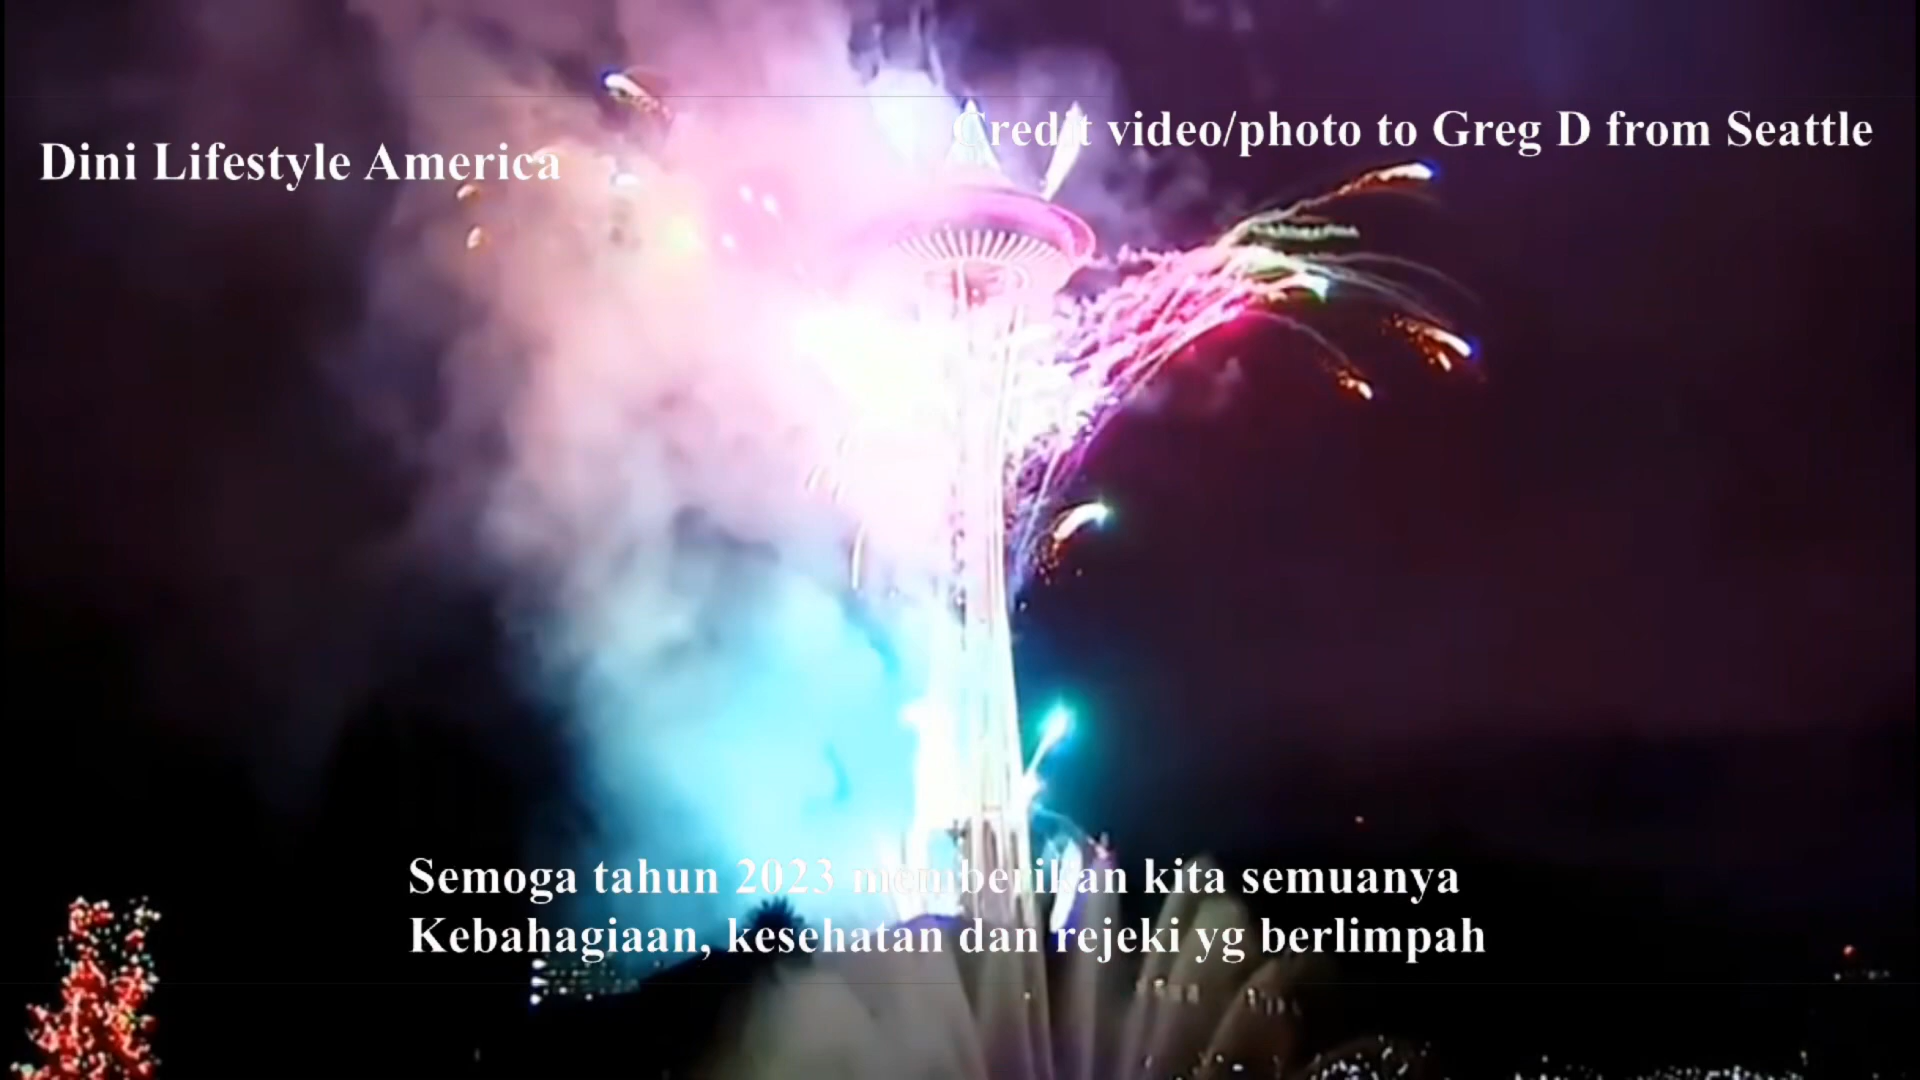 Dini Lifestyle America
Credit video/photo to Greg D from Seattle
Semoga tahun 2023 memberikan kita semuanya
Kebahagiaan, kesehatan dan rejeki yg berlimpah